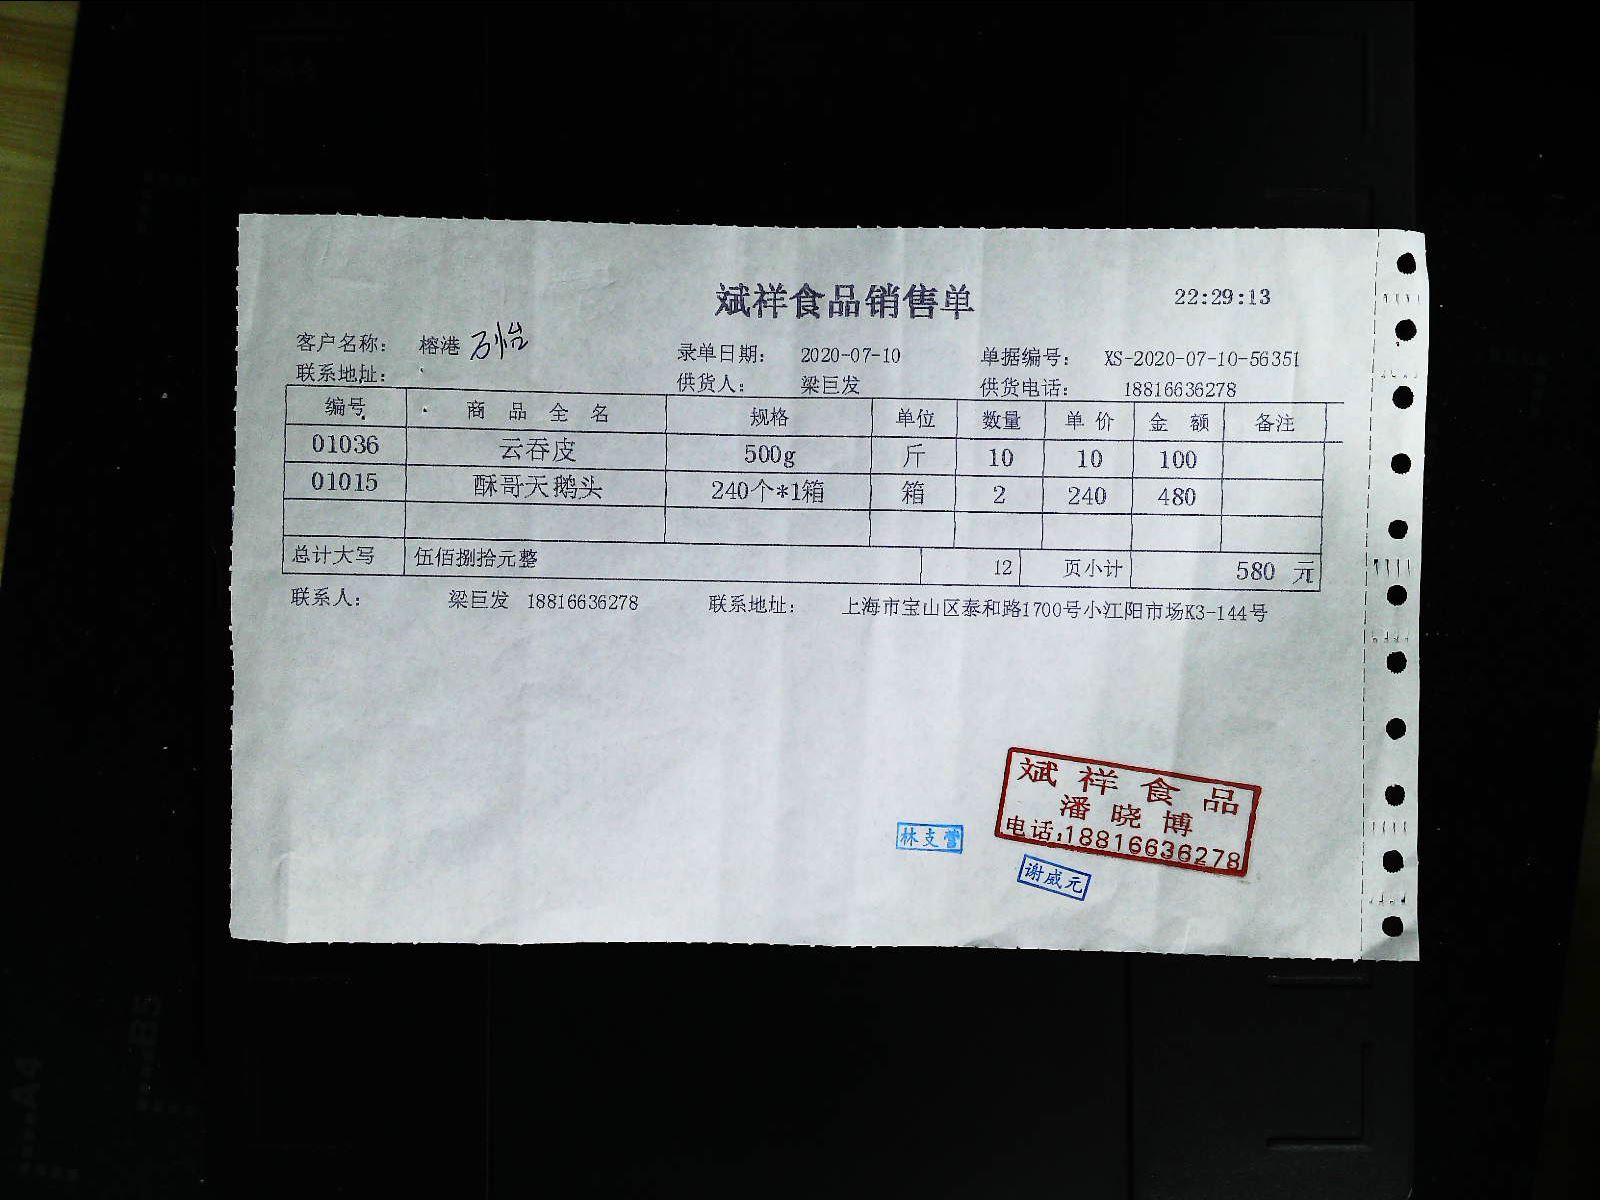 斌祥食品销售单 22:29:13
客户名称： 榕港 石怡 录单日期： 2020-07-10 单据编号： XS-2020-07-10-56351
联系地址： 供货人： 梁巨发 供货电话： 18816636278
编号 商品全名 规格 单位 数量 单价 金额 备注
01036 云吞皮 500g 斤 10 10 100
01015 酥哥天鹅头 240个*1箱 箱 2 240 480
总计大写 伍佰捌拾元整 12 页小计 580 元
联系人： 梁巨发 18816636278 联系地址： 上海市宝山区泰和路1700号小江阳市场K3-144号
斌祥食品
潘晓博
电话:18816636278
林支营
谢威元
A4
B5